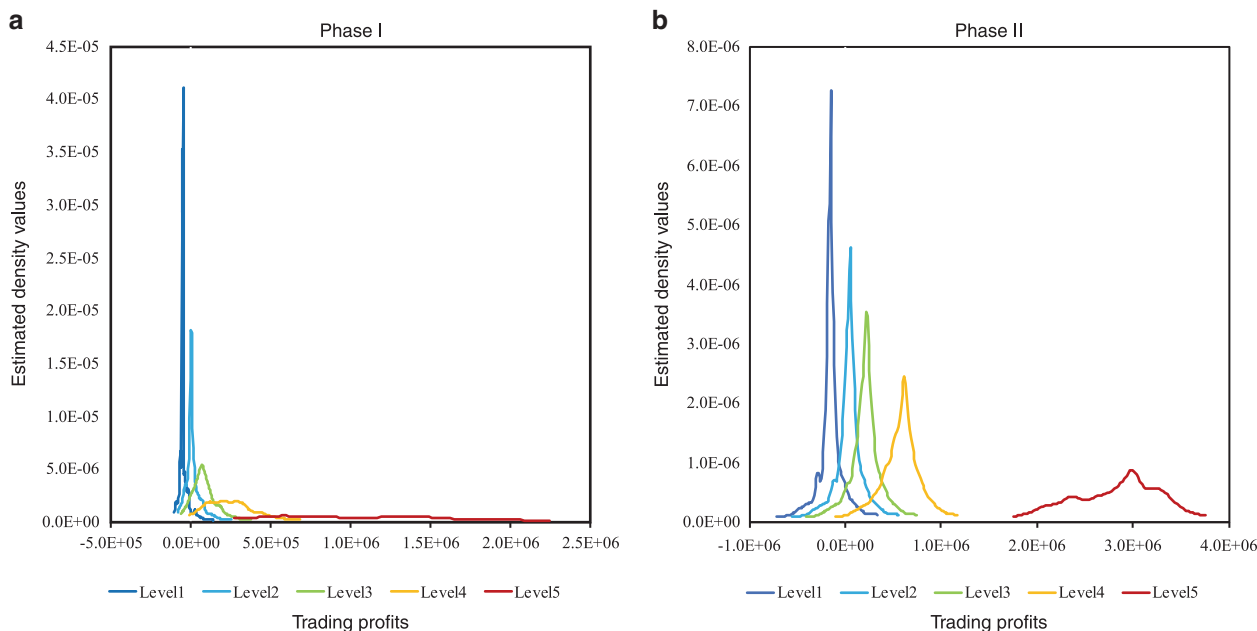 a
Phase I
4.5E-05
4.0E-05
3.5E-05
3.0E-05
2.5E-05
2.0E-05
1.5E-05
1.0E-05
5.0E-06
0.0E+00
Estimated density values
-5.0E+05 0.0E+00 5.0E+05 1.0E+06 1.5E+06 2.0E+06 2.5E+06
Level1 Level2 Level3 Level4 Level5
Trading profits
b
Phase II
8.0E-06
7.0E-06
6.0E-06
5.0E-06
4.0E-06
3.0E-06
2.0E-06
1.0E-06
0.0E+00
Estimated density values
-1.0E+06 0.0E+00 1.0E+06 2.0E+06 3.0E+06 4.0E+06
Level1 Level2 Level3 Level4 Level5
Trading profits